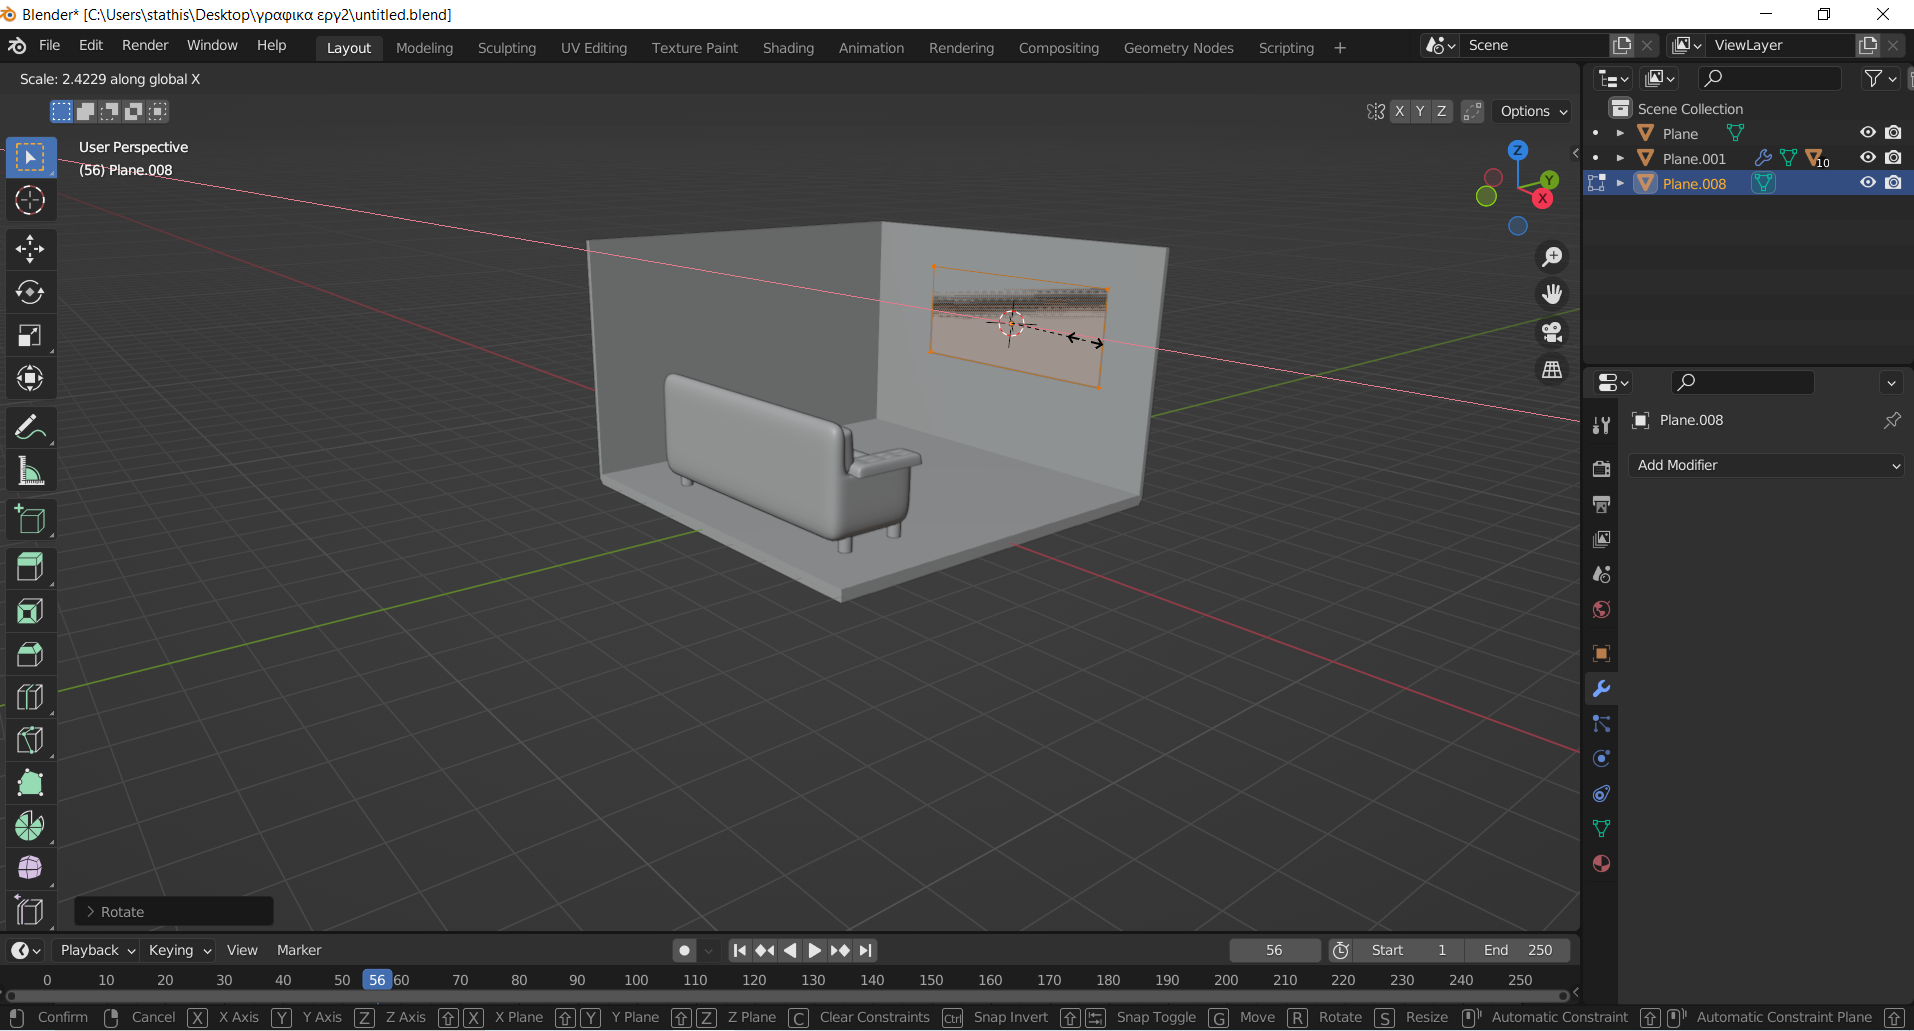 Blender* [C:\Users\stathis\Desktop\γραφικα εργ2\untitled.blend]
File Edit Render Window Help
Layout Modeling Sculpting UV Editing Texture Paint Shading Animation Rendering Compositing Geometry Nodes Scripting +
Scene
ViewLayer
Scale: 2.4229 along global X
X Y Z
Options
User Perspective
(56) Plane.008
Z
Y
X
Scene Collection
Plane
Plane.001
10
Plane.008
Plane.008
Add Modifier
Rotate
Playback Keying View Marker
56
Start 1
End 250
0 10 20 30 40 50 56 60 70 80 90 100 110 120 130 140 150 160 170 180 190 200 210 220 230 240 250
Confirm Cancel X X Axis Y Y Axis Z Z Axis X X Plane Y Y Plane Z Z Plane C Clear Constraints Ctrl Snap Invert Snap Toggle G Move R Rotate S Resize Automatic Constraint Automatic Constraint Plane